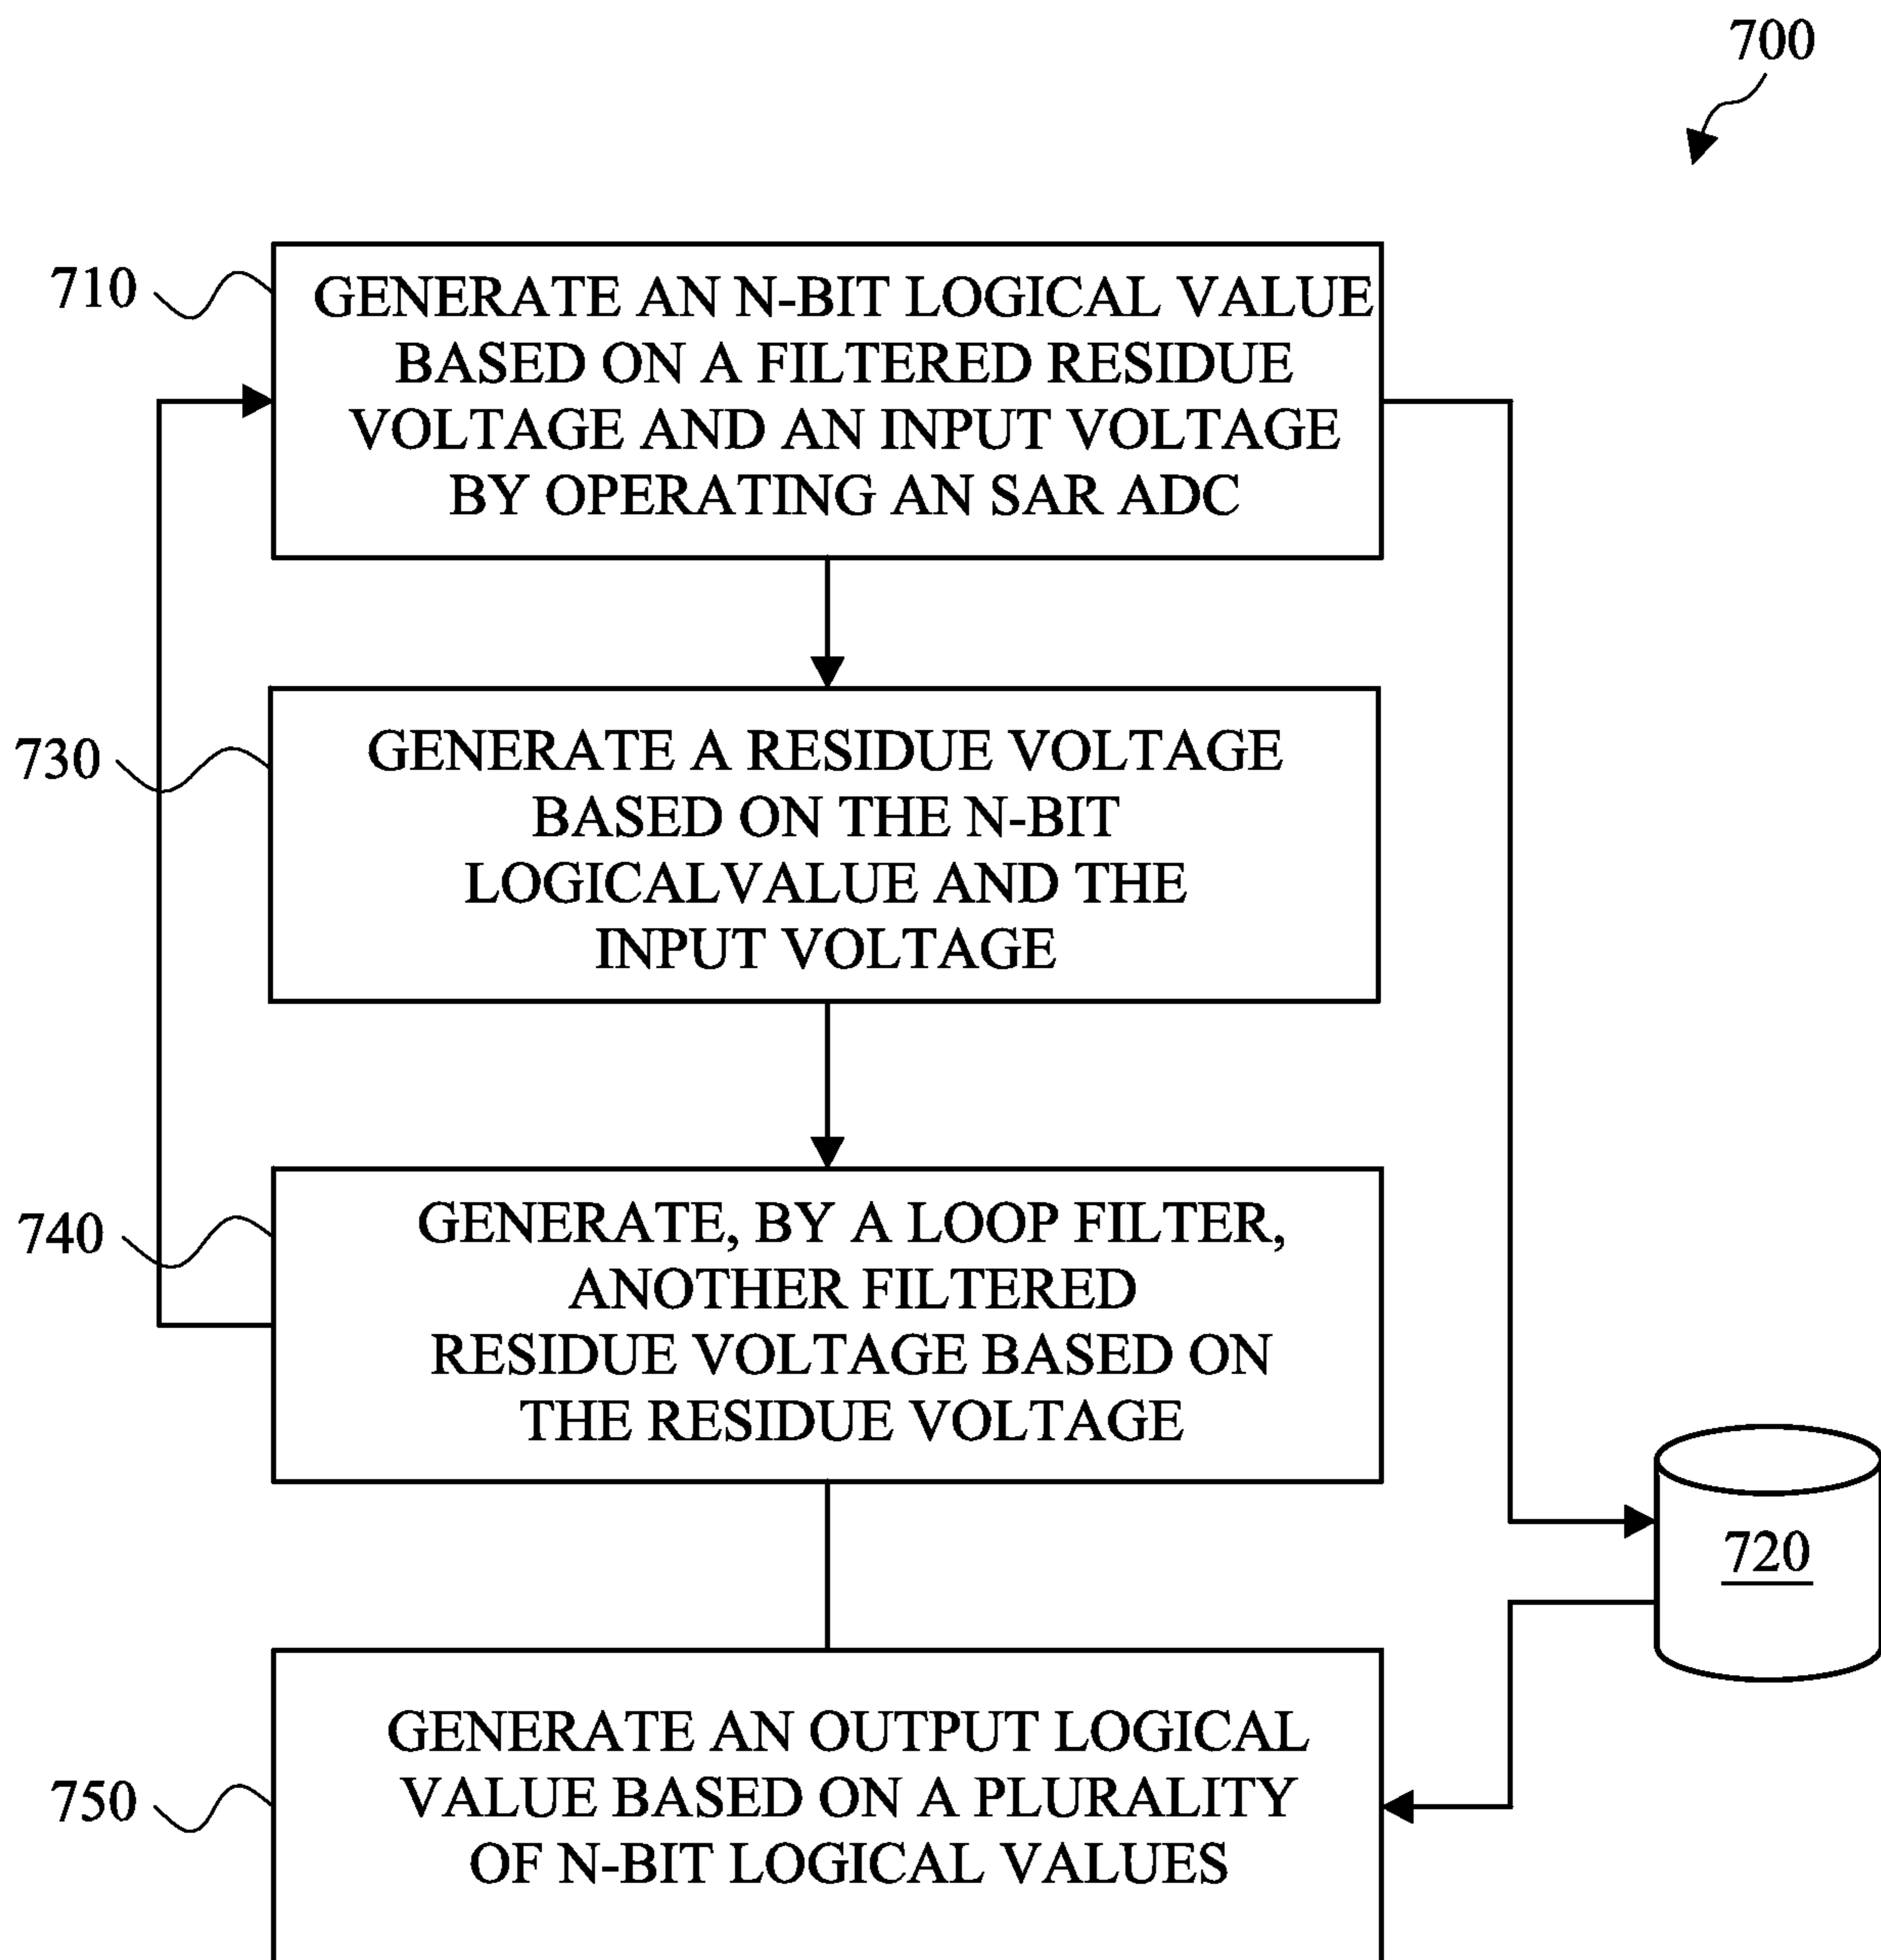 700
710
GENERATE AN N-BIT LOGICAL VALUE
BASED ON A FILTERED RESIDUE
VOLTAGE AND AN INPUT VOLTAGE
BY OPERATING AN SAR ADC
730
GENERATE A RESIDUE VOLTAGE
BASED ON THE N-BIT
LOGICALVALUE AND THE
INPUT VOLTAGE
740
GENERATE, BY A LOOP FILTER,
ANOTHER FILTERED
RESIDUE VOLTAGE BASED ON
THE RESIDUE VOLTAGE
720
750
GENERATE AN OUTPUT LOGICAL
VALUE BASED ON A PLURALITY
OF N-BIT LOGICAL VALUES